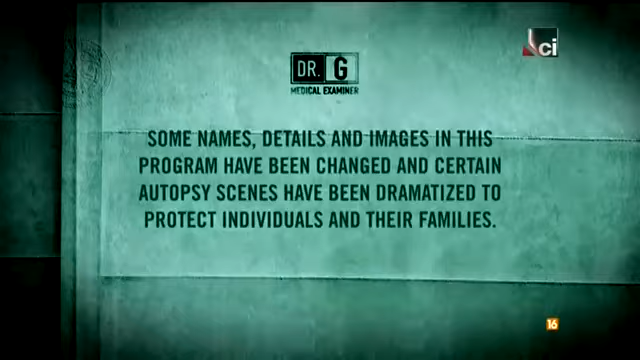 ci
DR. G
MEDICAL EXAMINER
SOME NAMES, DETAILS AND IMAGES IN THIS
PROGRAM HAVE BEEN CHANGED AND CERTAIN
AUTOPSY SCENES HAVE BEEN DRAMATIZED TO
PROTECT INDIVIDUALS AND THEIR FAMILIES.
16